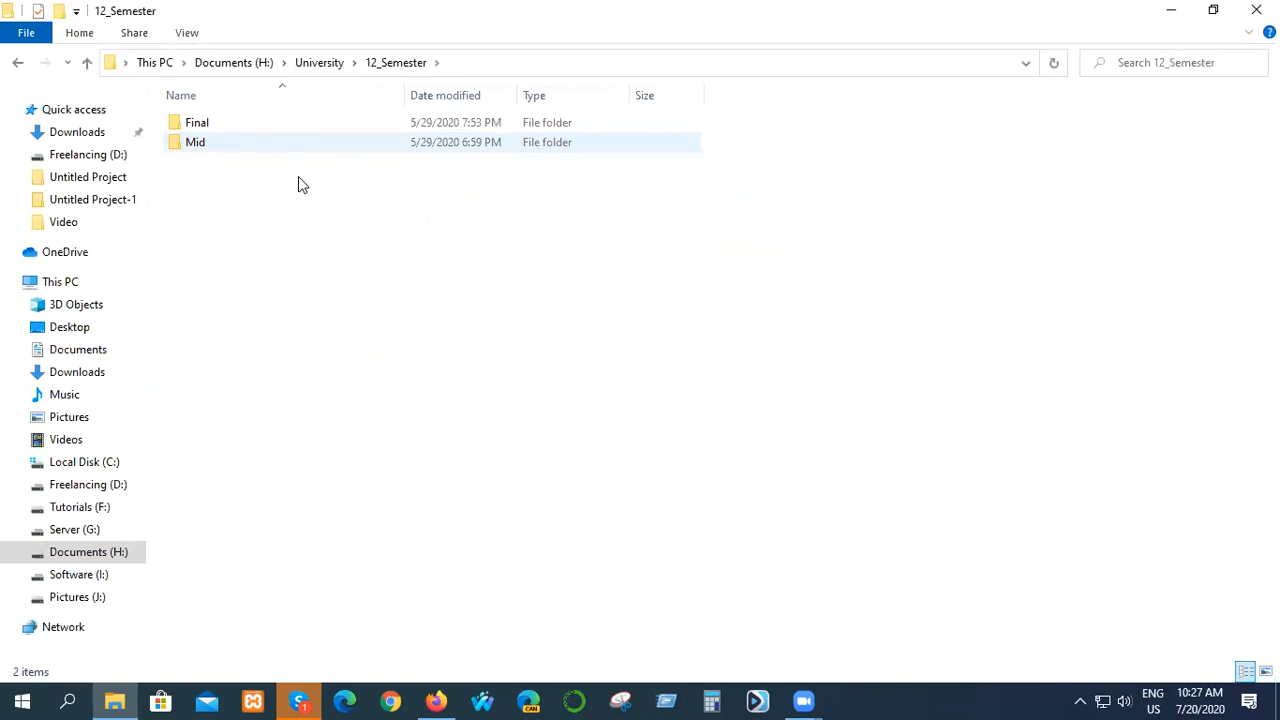 12_Semester
File Home Share View
This PC Documents (H:) University 12_Semester
Search 12_Semester
Name Date modified Type Size
Final 5/29/2020 7:53 PM File folder
Mid 5/29/2020 6:59 PM File folder
Quick access
Downloads
Freelancing (D:)
Untitled Project
Untitled Project-1
Video
OneDrive
This PC
3D Objects
Desktop
Documents
Downloads
Music
Pictures
Videos
Local Disk (C:)
Freelancing (D:)
Tutorials (F:)
Server (G:)
Documents (H:)
Software (I:)
Pictures (J:)
Network
2 items
CAN
ENG 10:27 AM
US 7/20/2020